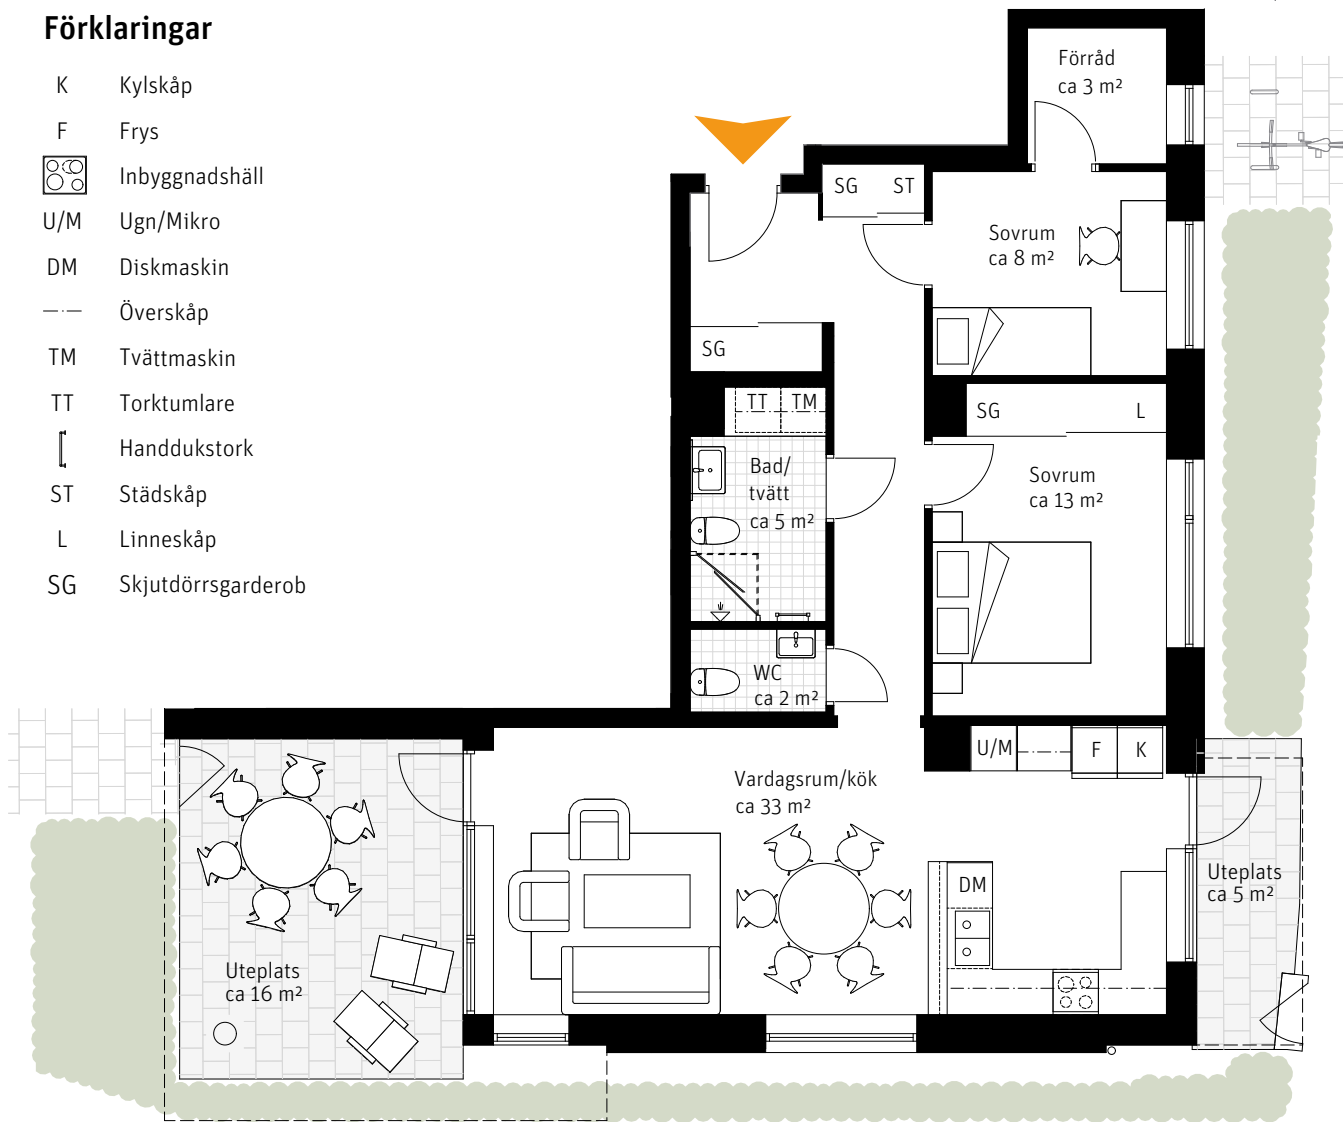 Förklaringar
K Kylskåp
F Frys
Inbyggnadshäll
U/M Ugn/Mikro
DM Diskmaskin
Överskåp
TM Tvättmaskin
TT Torktumlare
Handdukstork
ST Städskåp
L Linneskåp
SG Skjutdörrsgarderob
Förråd
ca 3 m²
SG ST
Sovrum
ca 8 m²
SG
TT TM
SG L
Bad/
tvätt
ca 5 m²
Sovrum
ca 13 m²
WC
ca 2 m²
U/M F K
Vardagsrum/kök
ca 33 m²
DM
Uteplats
ca 5 m²
Uteplats
ca 16 m²